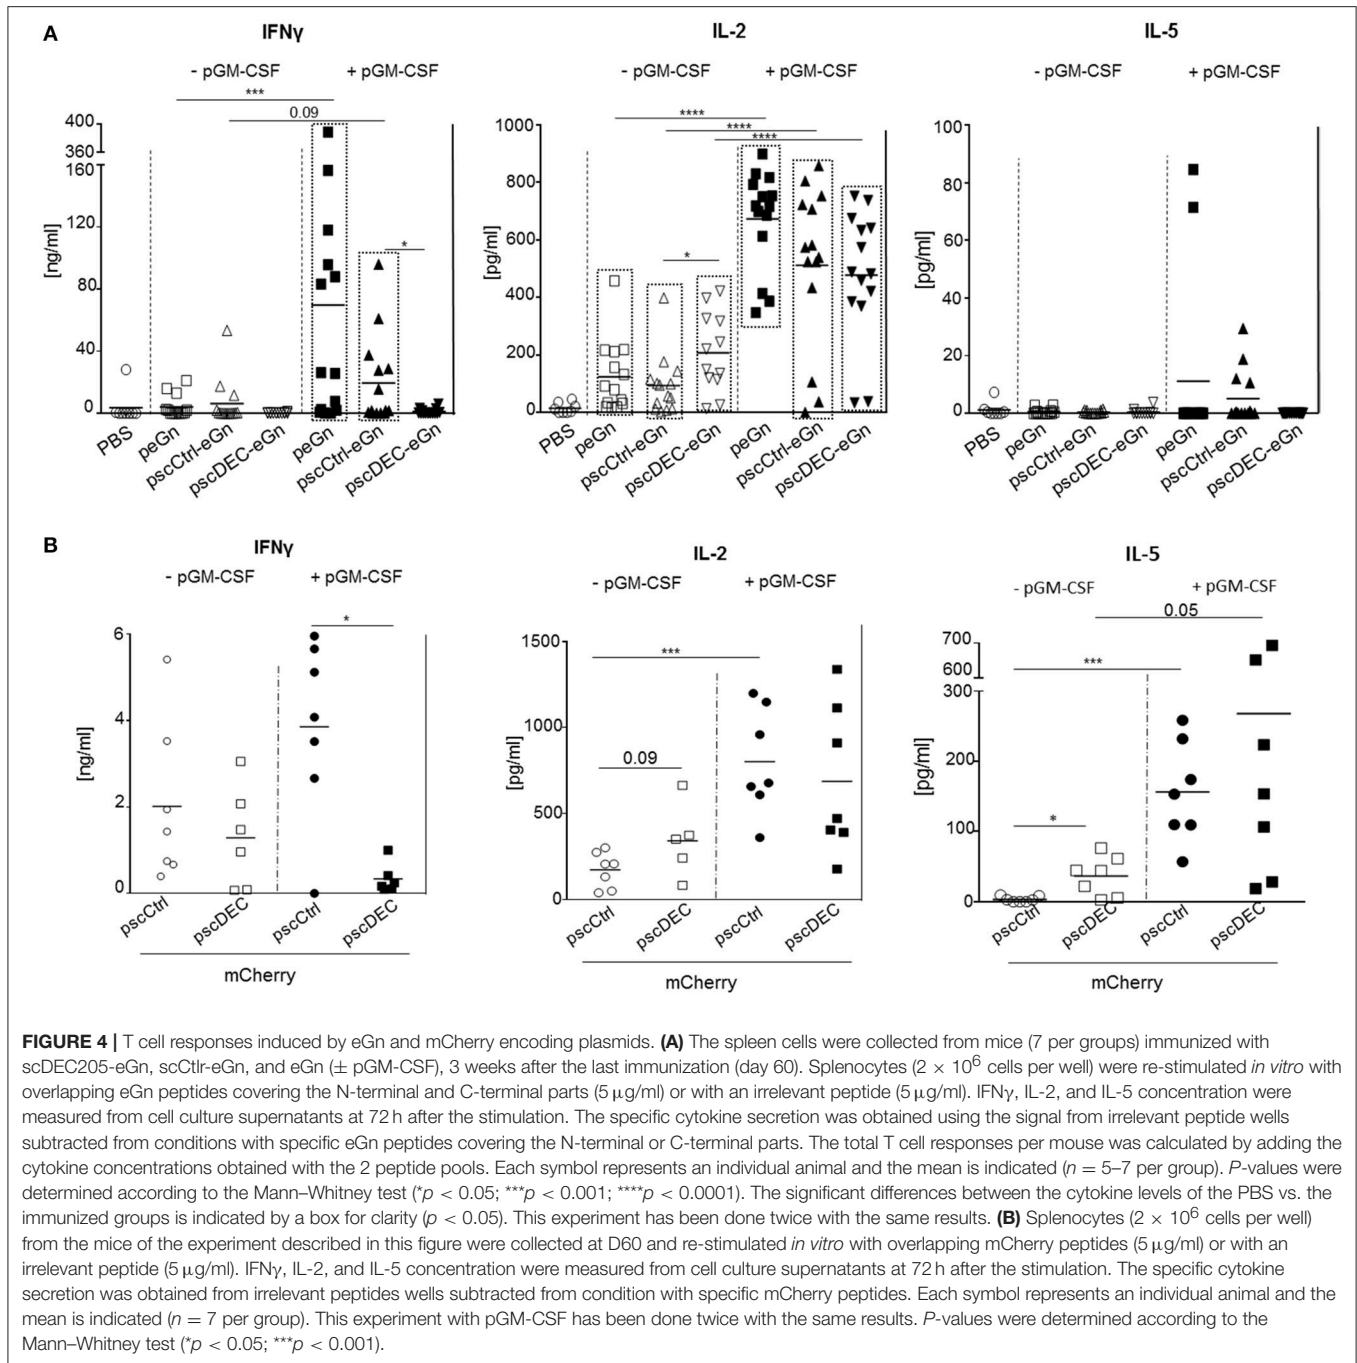 A
IFNγ
IL-2
IL-5
- pGM-CSF
+ pGM-CSF
- pGM-CSF
+ pGM-CSF
- pGM-CSF
+ pGM-CSF
***
0.09
*
****
****
****
*
400
360
160
120
80
40
0
[ng/ml]
1000
800
600
400
200
0
[pg/ml]
100
80
60
40
20
0
[pg/ml]
PBS
peGn
pscCtrl-eGn
pscDEC-eGn
peGn
pscCtrl-eGn
pscDEC-eGn
PBS
peGn
pscCtrl-eGn
pscDEC-eGn
peGn
pscCtrl-eGn
pscDEC-eGn
PBS
peGn
pscCtrl-eGn
pscDEC-eGn
peGn
pscCtrl-eGn
pscDEC-eGn
B
IFNγ
IL-2
IL-5
- pGM-CSF
+ pGM-CSF
- pGM-CSF
+ pGM-CSF
- pGM-CSF
+ pGM-CSF
*
***
0.09
0.05
***
*
6
4
2
0
[ng/ml]
1500
1000
500
0
[pg/ml]
700
600
300
200
100
0
[pg/ml]
pscCtrl
pscDEC
pscCtrl
pscDEC
mCherry
pscCtrl
pscDEC
pscCtrl
pscDEC
mCherry
pscCtrl
pscDEC
pscCtrl
pscDEC
mCherry
FIGURE 4 | T cell responses induced by eGn and mCherry encoding plasmids. (A) The spleen cells were collected from mice (7 per groups) immunized with
scDEC205-eGn, scCtlr-eGn, and eGn (± pGM-CSF), 3 weeks after the last immunization (day 60). Splenocytes (2 × 10⁶ cells per well) were re-stimulated in vitro with
overlapping eGn peptides covering the N-terminal and C-terminal parts (5 µg/ml) or with an irrelevant peptide (5 µg/ml). IFNγ, IL-2, and IL-5 concentration were
measured from cell culture supernatants at 72 h after the stimulation. The specific cytokine secretion was obtained using the signal from irrelevant peptide wells
subtracted from conditions with specific eGn peptides covering the N-terminal or C-terminal parts. The total T cell responses per mouse was calculated by adding the
cytokine concentrations obtained with the 2 peptide pools. Each symbol represents an individual animal and the mean is indicated (n = 5–7 per group). P-values were
determined according to the Mann–Whitney test (*p < 0.05; ***p < 0.001; ****p < 0.0001). The significant differences between the cytokine levels of the PBS vs. the
immunized groups is indicated by a box for clarity (p < 0.05). This experiment has been done twice with the same results. (B) Splenocytes (2 × 10⁶ cells per well)
from the mice of the experiment described in this figure were collected at D60 and re-stimulated in vitro with overlapping mCherry peptides (5 µg/ml) or with an
irrelevant peptide (5 µg/ml). IFNγ, IL-2, and IL-5 concentration were measured from cell culture supernatants at 72 h after the stimulation. The specific cytokine
secretion was obtained from irrelevant peptides wells subtracted from condition with specific mCherry peptides. Each symbol represents an individual animal and the
mean is indicated (n = 7 per group). This experiment with pGM-CSF has been done twice with the same results. P-values were determined according to the
Mann–Whitney test (*p < 0.05; ***p < 0.001).